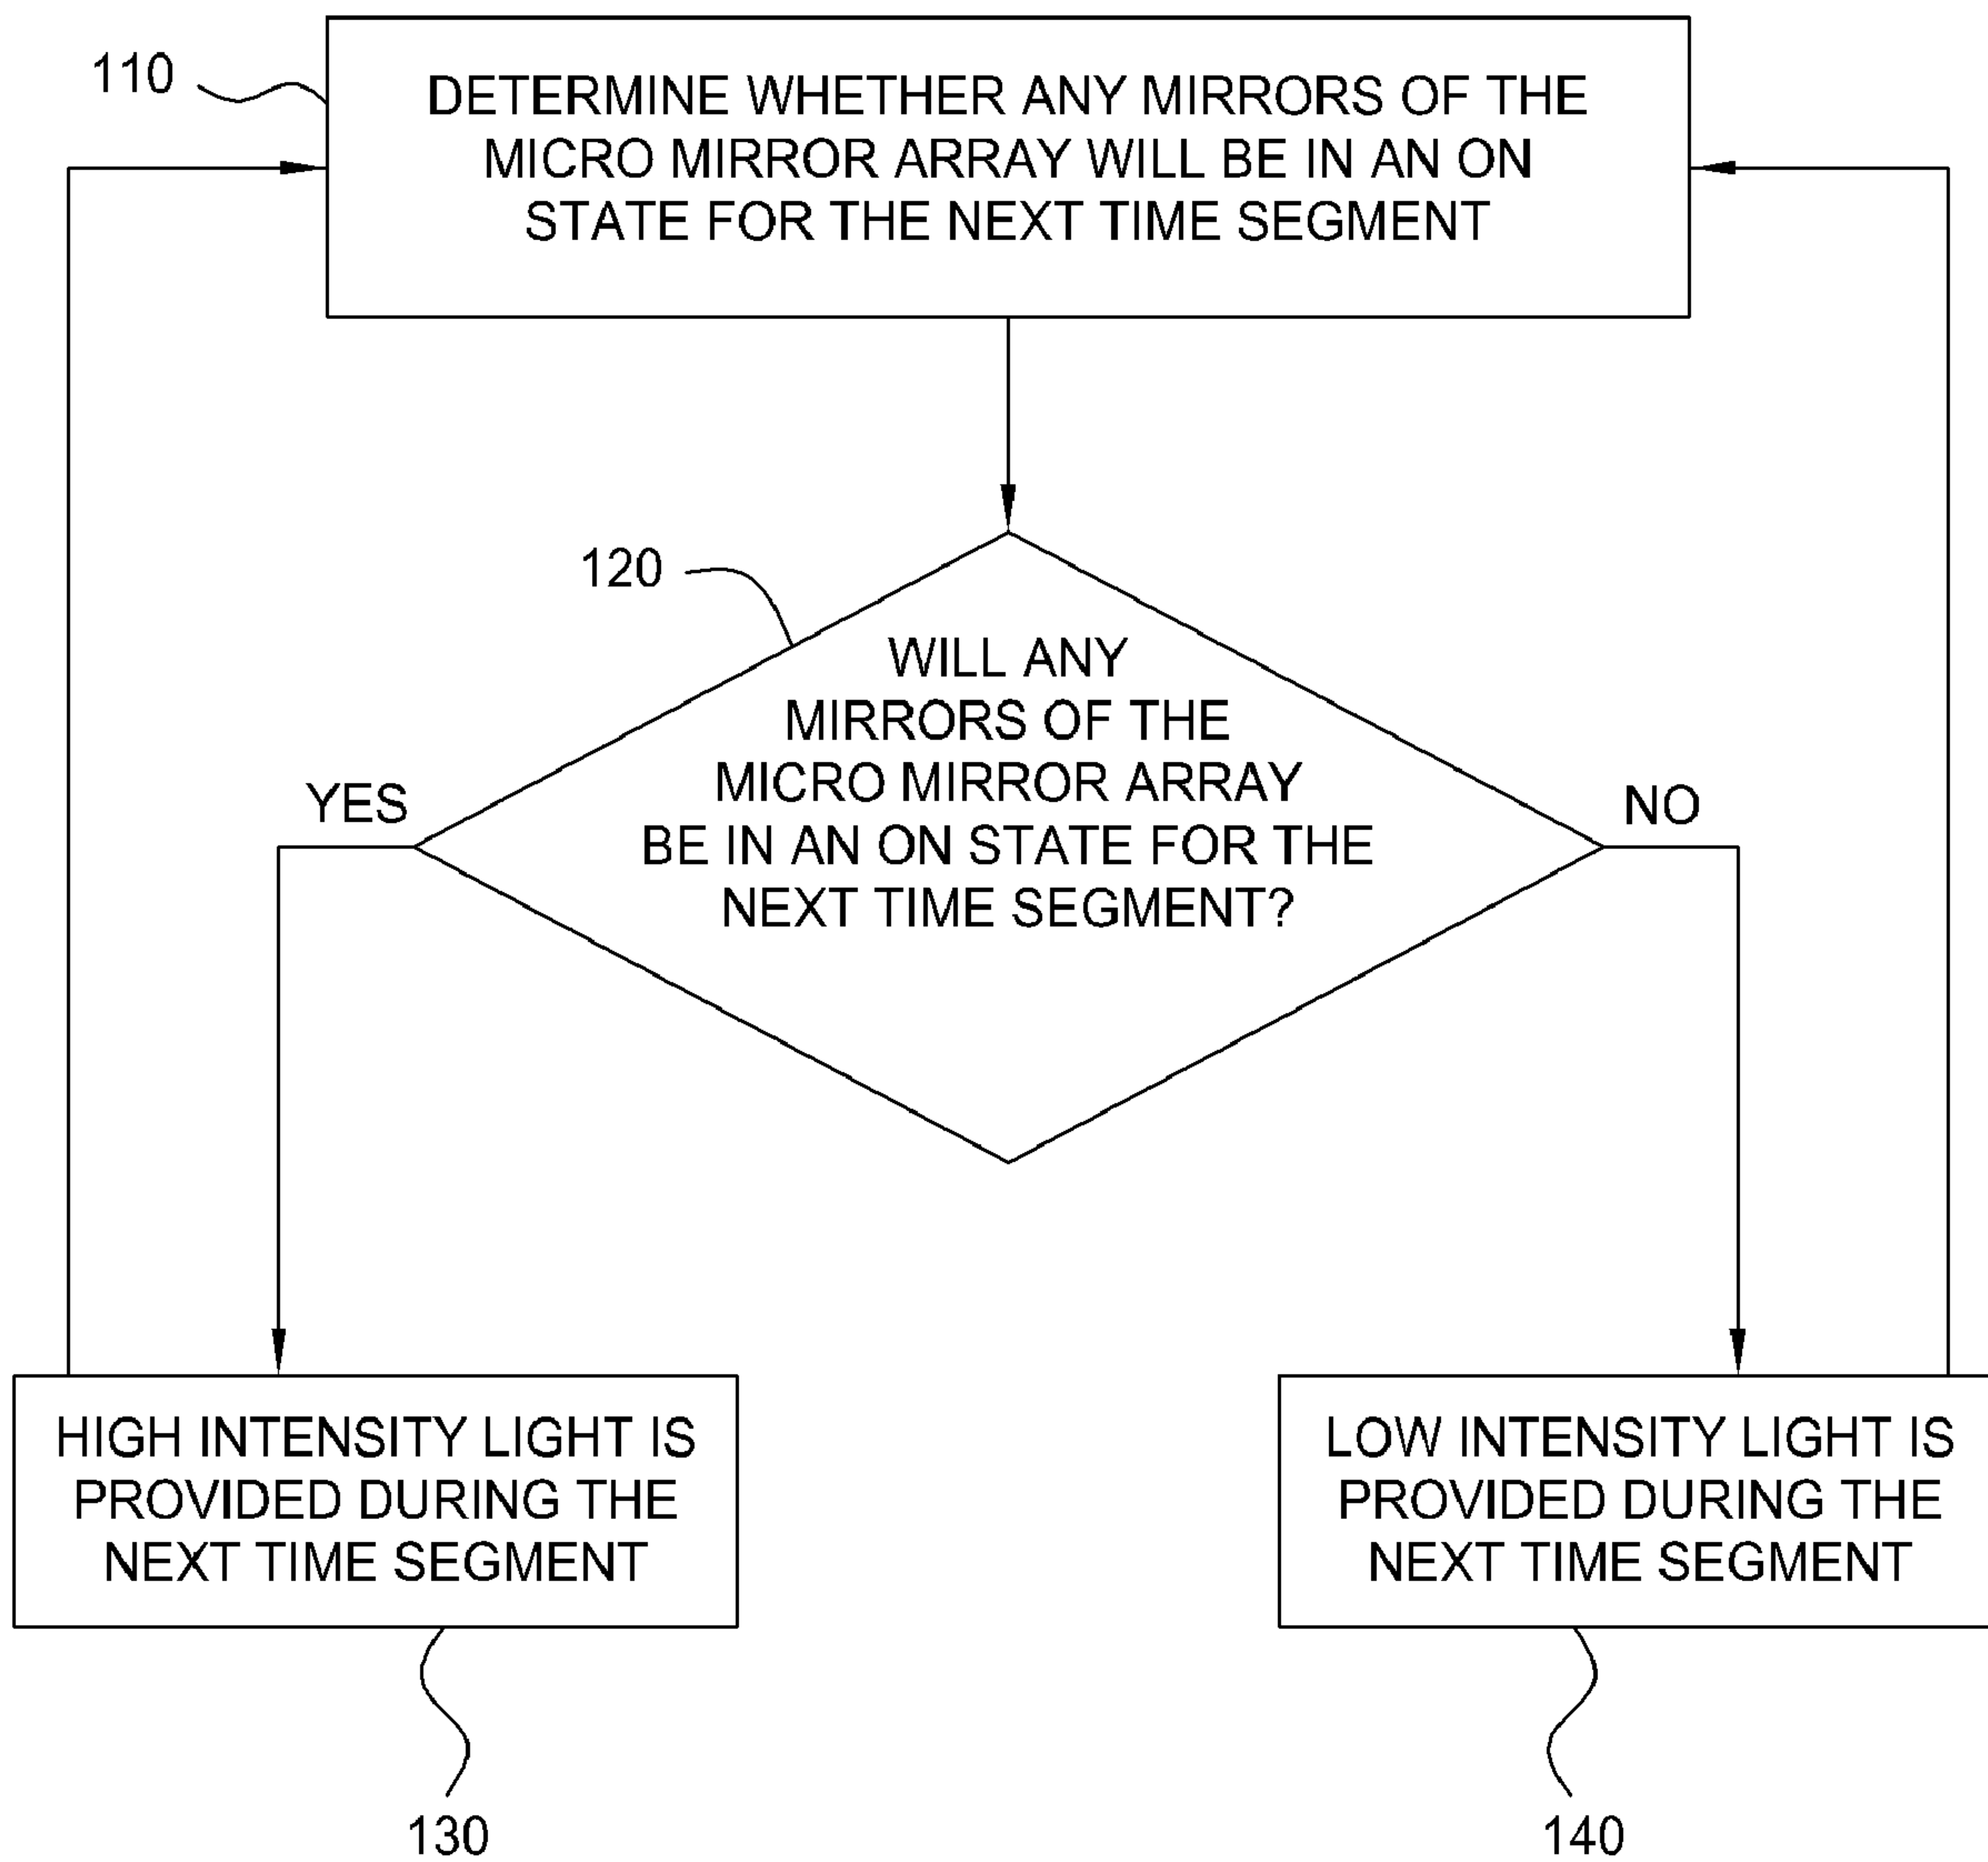 110
DETERMINE WHETHER ANY MIRRORS OF THE
MICRO MIRROR ARRAY WILL BE IN AN ON
STATE FOR THE NEXT TIME SEGMENT
120
WILL ANY
MIRRORS OF THE
MICRO MIRROR ARRAY
BE IN AN ON STATE FOR THE
NEXT TIME SEGMENT?
YES
NO
HIGH INTENSITY LIGHT IS
PROVIDED DURING THE
NEXT TIME SEGMENT
LOW INTENSITY LIGHT IS
PROVIDED DURING THE
NEXT TIME SEGMENT
130
140